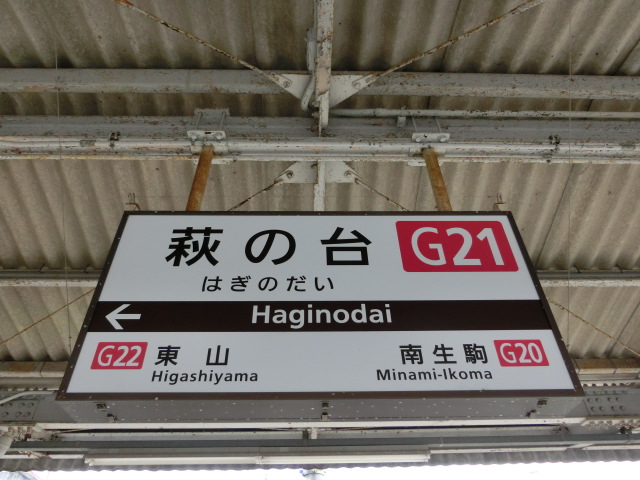 萩の台 G21
はぎのだい
← Haginodai
G22 東山 南生駒 G20
Higashiyama Minami-Ikoma